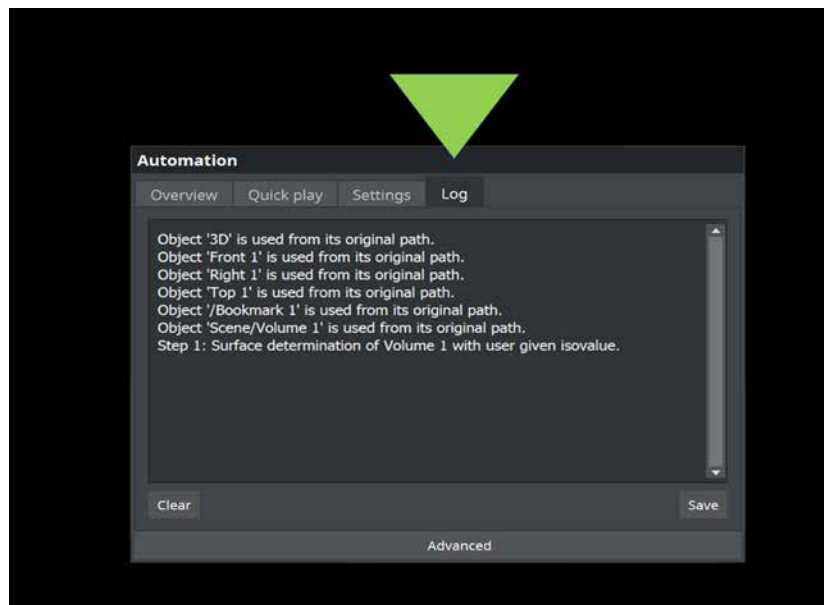 Automation
Overview Quick play Settings Log
Object '3D' is used from its original path.
Object 'Front 1' is used from its original path.
Object 'Right 1' is used from its original path.
Object 'Top 1' is used from its original path.
Object '/Bookmark 1' is used from its original path.
Object 'Scene/Volume 1' is used from its original path.
Step 1: Surface determination of Volume 1 with user given isovalue.
Clear Save
Advanced